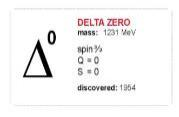 Δ⁰
DELTA ZERO
mass: 1231 MeV
spin 3/2
Q = 0
S = 0
discovered: 1954